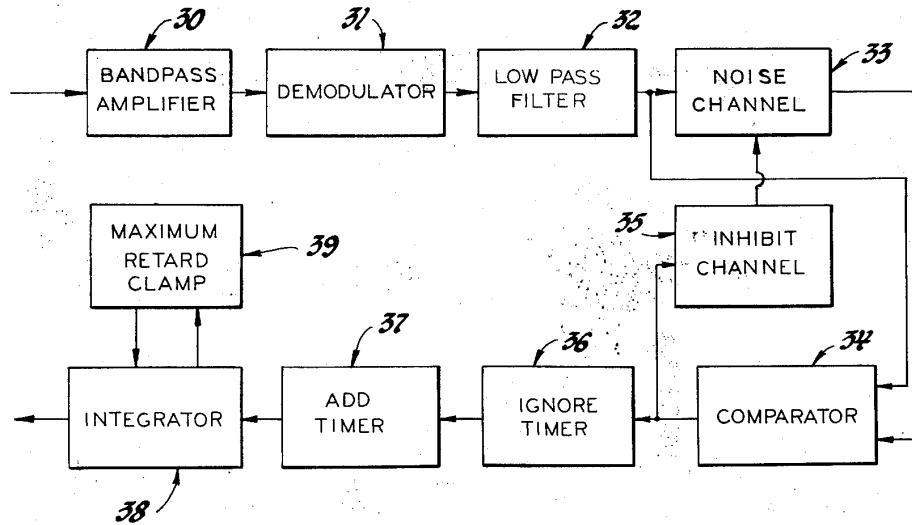 30
31
32
33
BANDPASS
AMPLIFIER
DEMODULATOR
LOW PASS
FILTER
NOISE
CHANNEL
MAXIMUM
RETARD
CLAMP
39
35
INHIBIT
CHANNEL
37
36
34
INTEGRATOR
ADD
TIMER
IGNORE
TIMER
COMPARATOR
38